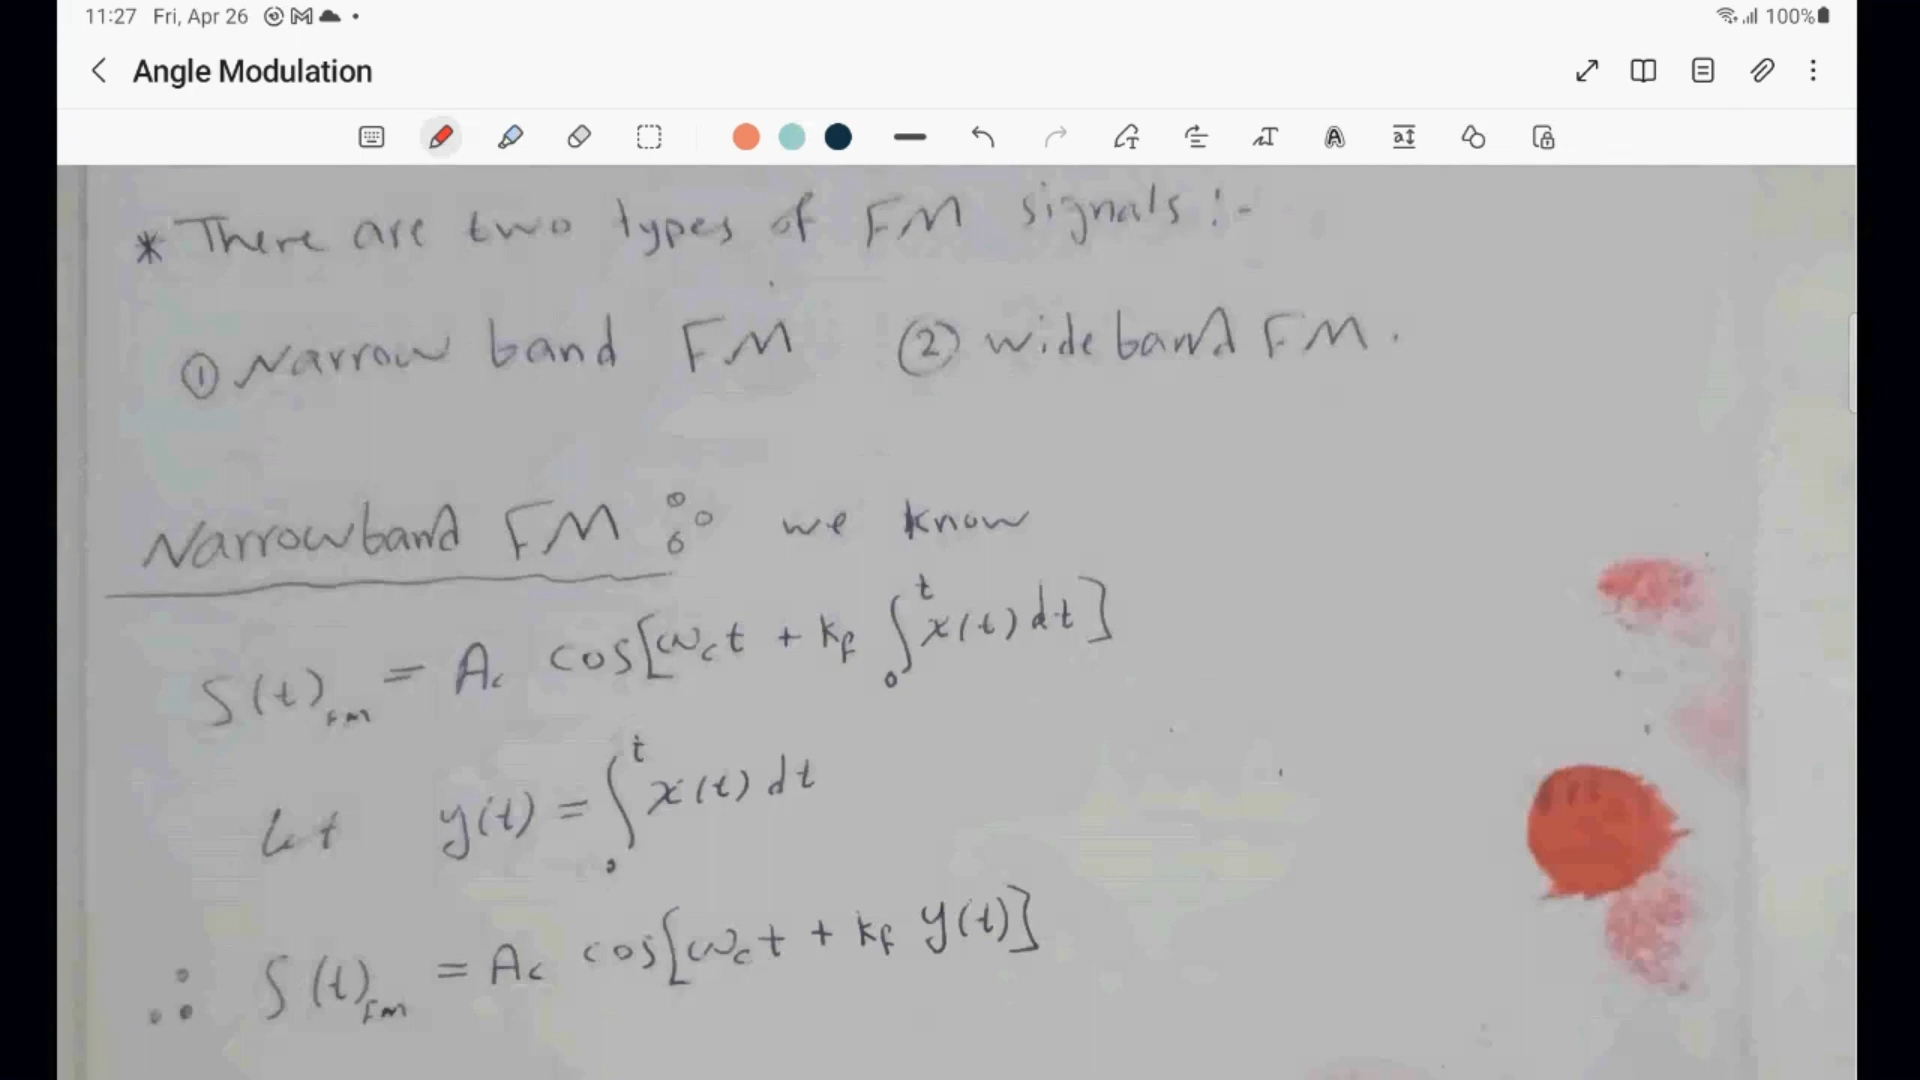 11:27 Fri, Apr 26 100%
Angle Modulation
* There are two types of FM signals :-
① Narrow band FM ② wide band FM.
Narrowband FM : we know
S(t)FM = Ac cos[ωct + kf ∫₀ᵗ x(t) dt]
Let y(t) = ∫₀ᵗ x(t) dt
∴ S(t)FM = Ac cos[ωct + kf y(t)]